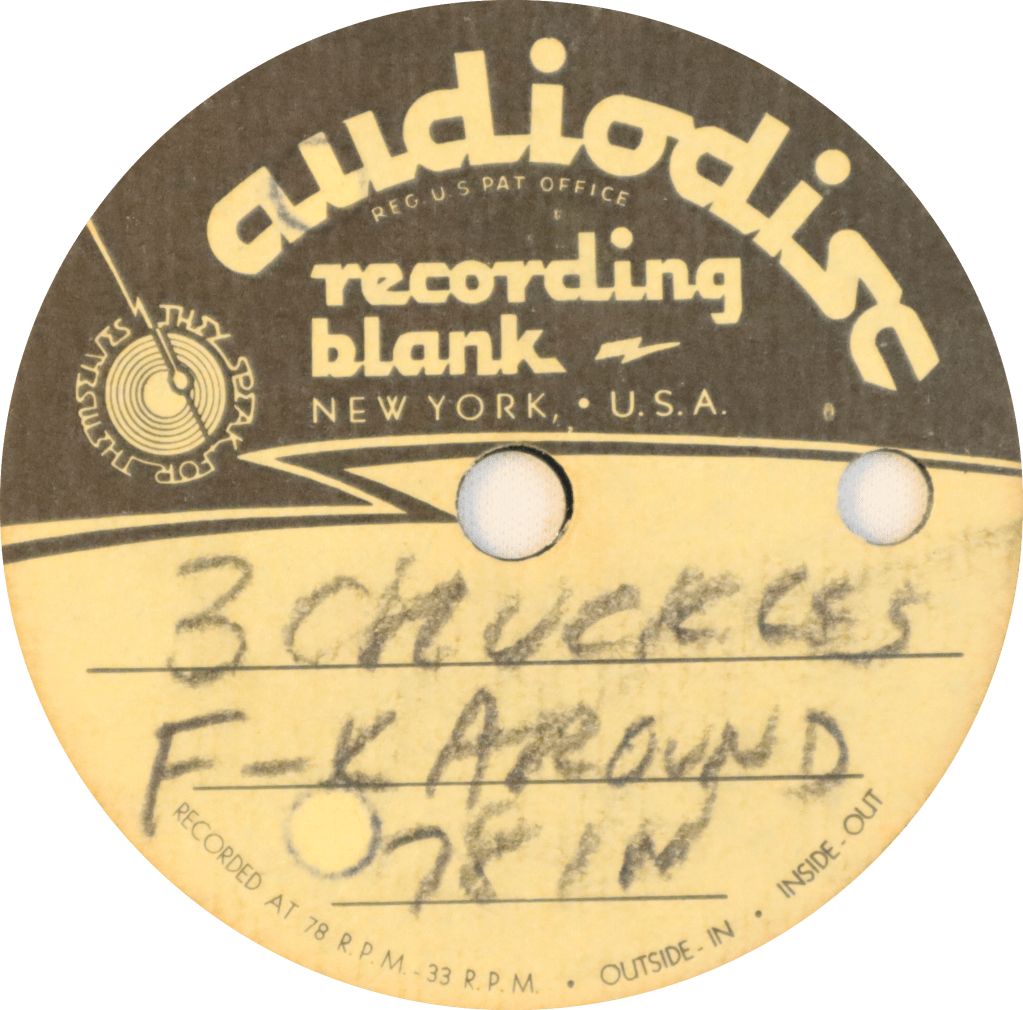 audiodisc
REG. U.S PAT OFFICE
recording
blank
NEW YORK, • U.S.A.
THEY SPEAK FOR THEMSELVES
3 CHUCKLES
F-K AROUND
78 IN
RECORDED AT 78 R.P.M.-33 R.P.M. • OUTSIDE-IN • INSIDE-OUT